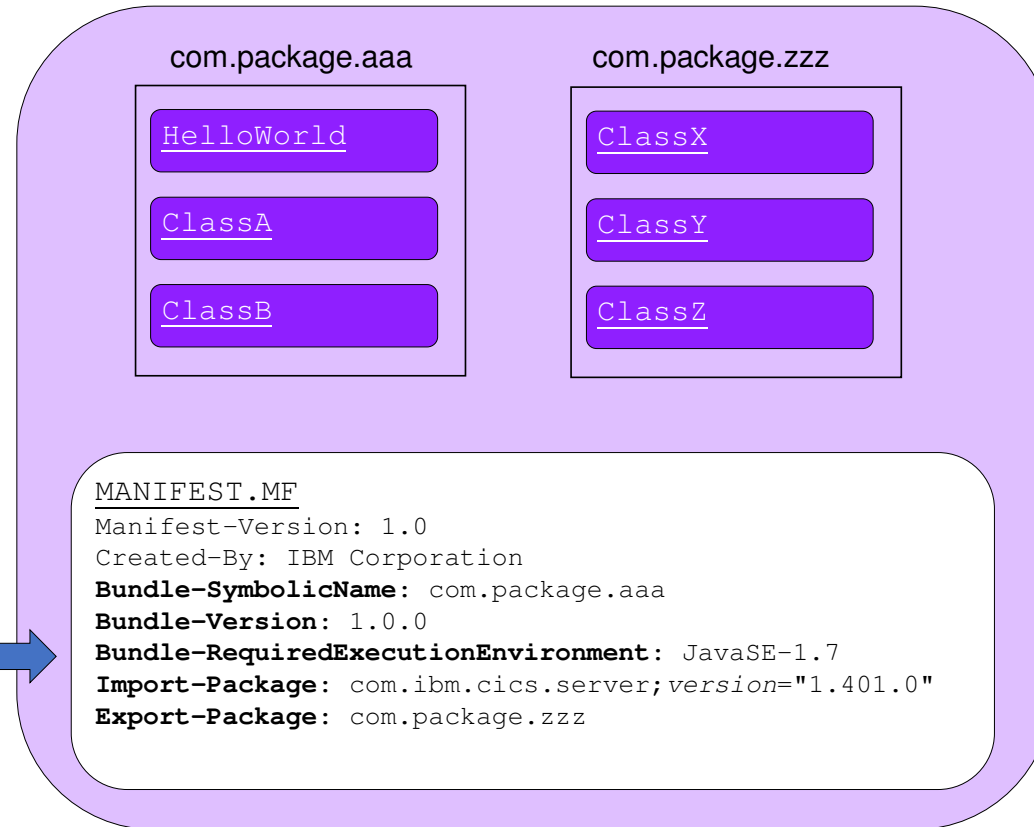 com.package.aaa
com.package.zzz
HelloWorld
ClassX
ClassA
ClassY
ClassB
ClassZ
MANIFEST.MF
Manifest-Version: 1.0
Created-By: IBM Corporation
Bundle-SymbolicName: com.package.aaa
Bundle-Version: 1.0.0
Bundle-RequiredExecutionEnvironment: JavaSE-1.7
Import-Package: com.ibm.cics.server;version="1.401.0"
Export-Package: com.package.zzz